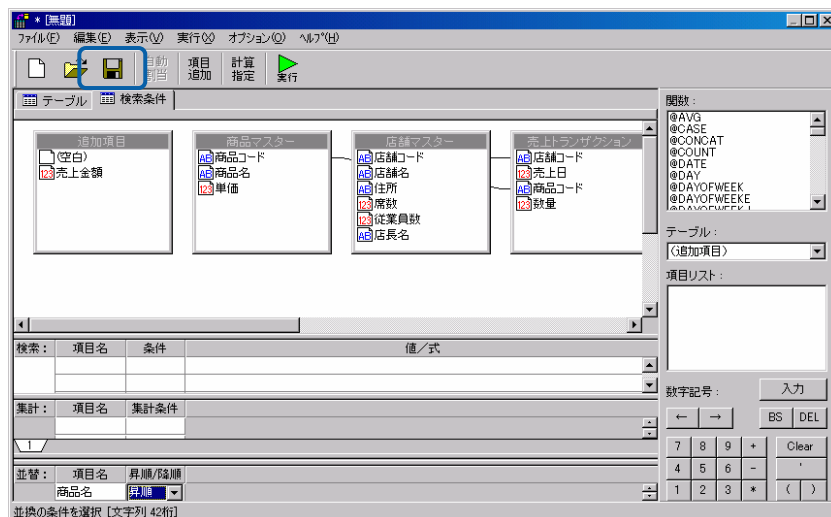 * [無題]
ファイル(F) 編集(E) 表示(V) 実行(X) オプション(O) ヘルプ(H)
自動割当 項目追加 計算指定 実行
テーブル 検索条件
追加項目
(空白)
売上金額
商品マスター
商品コード
商品名
単価
店舗マスター
店舗コード
店舗名
住所
席数
従業員数
店長名
売上トランザクション
店舗コード
売上日
商品コード
数量
検索： 項目名 条件 値／式
集計： 項目名 集計条件
1
並替： 項目名 昇順/降順
商品名 昇順
並換の条件を選択 [文字列 42桁]
関数：
@AVG
@CASE
@CONCAT
@COUNT
@DATE
@DAY
@DAYOFWEEK
@DAYOFWEEKE
テーブル：
(追加項目)
項目リスト：
数字記号： 入力
← → BS DEL
7 8 9 + Clear
4 5 6 - '
1 2 3 * ( )